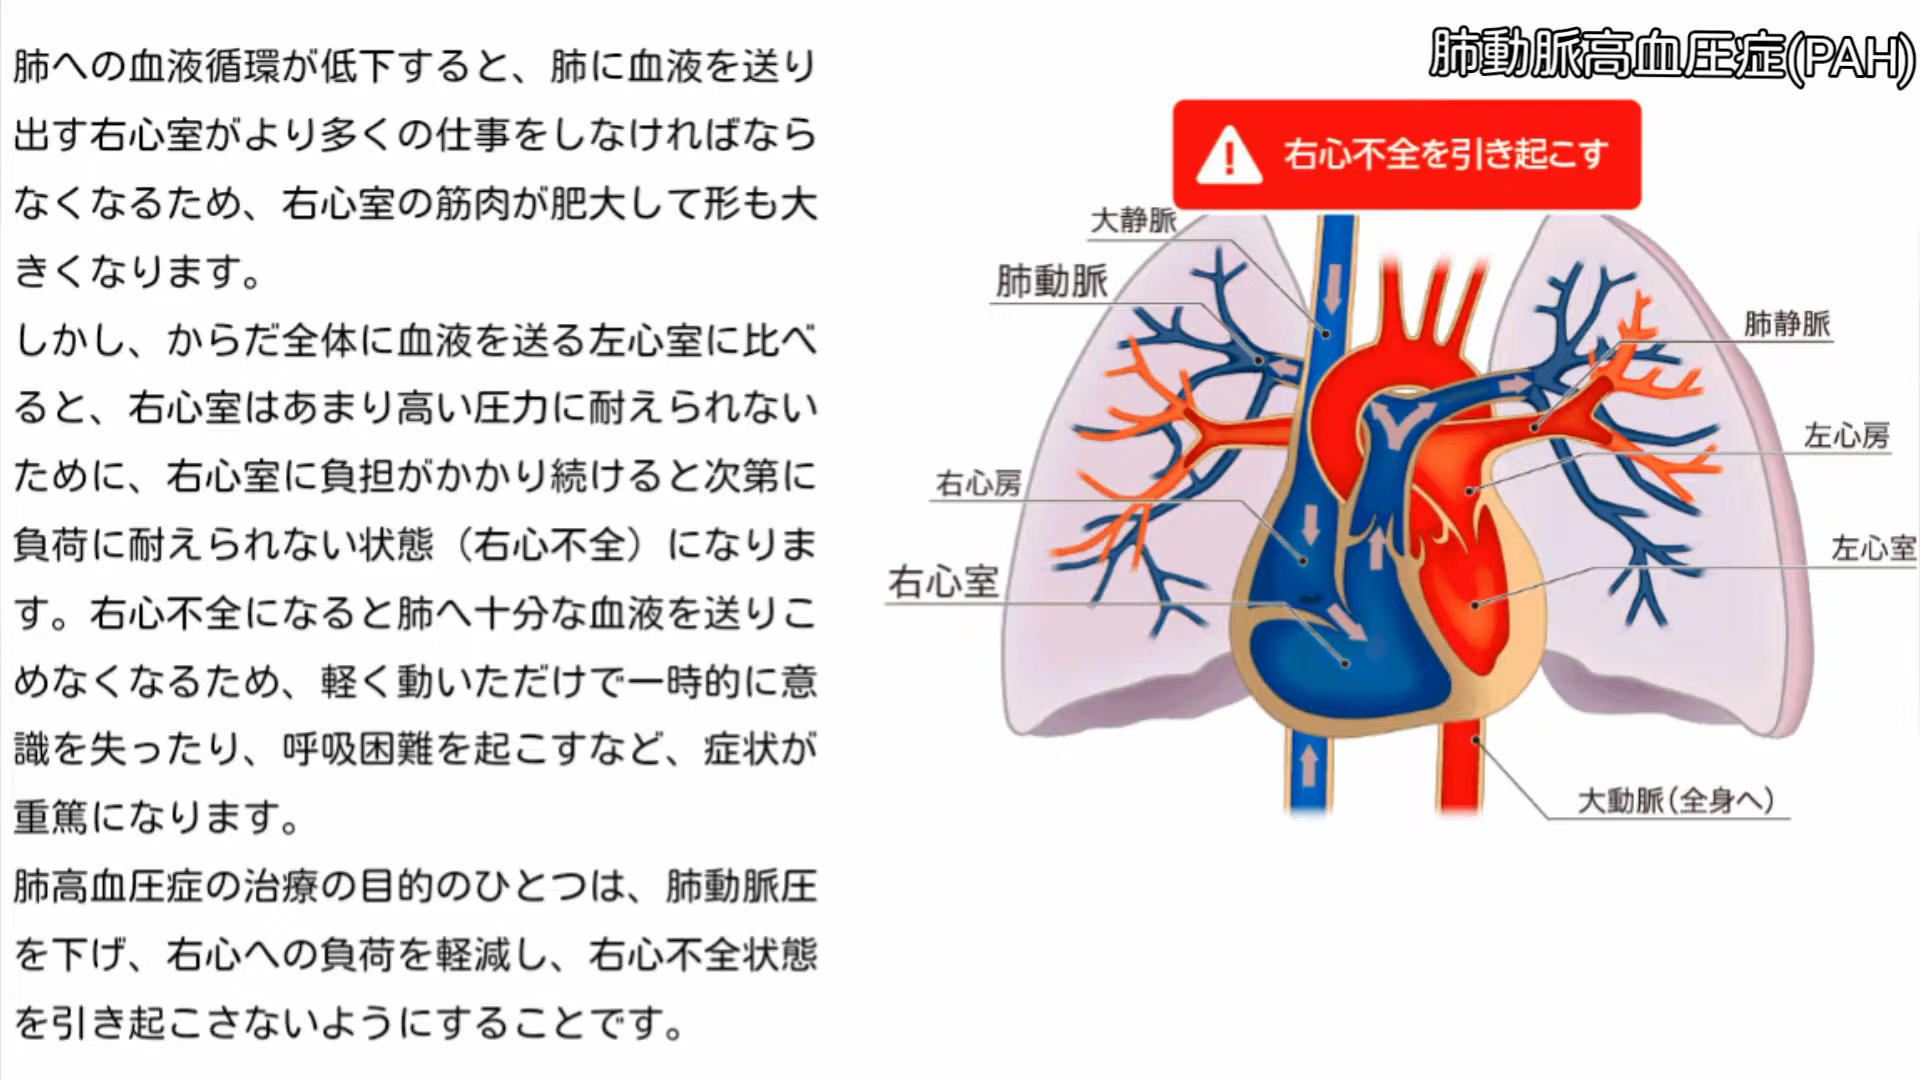 肺への血液循環が低下すると、肺に血液を送り
出す右心室がより多くの仕事をしなければなら
なくなるため、右心室の筋肉が肥大して形も大
きくなります。
しかし、からだ全体に血液を送る左心室に比べ
ると、右心室はあまり高い圧力に耐えられない
ために、右心室に負担がかかり続けると次第に
負荷に耐えられない状態（右心不全）になりま
す。右心不全になると肺へ十分な血液を送りこ
めなくなるため、軽く動いただけで一時的に意
識を失ったり、呼吸困難を起こすなど、症状が
重篤になります。
肺高血圧症の治療の目的のひとつは、肺動脈圧
を下げ、右心への負荷を軽減し、右心不全状態
を引き起こさないようにすることです。
肺動脈高血圧症(PAH)
右心不全を引き起こす
大静脈
肺動脈
肺静脈
左心房
右心房
左心室
右心室
大動脈（全身へ）